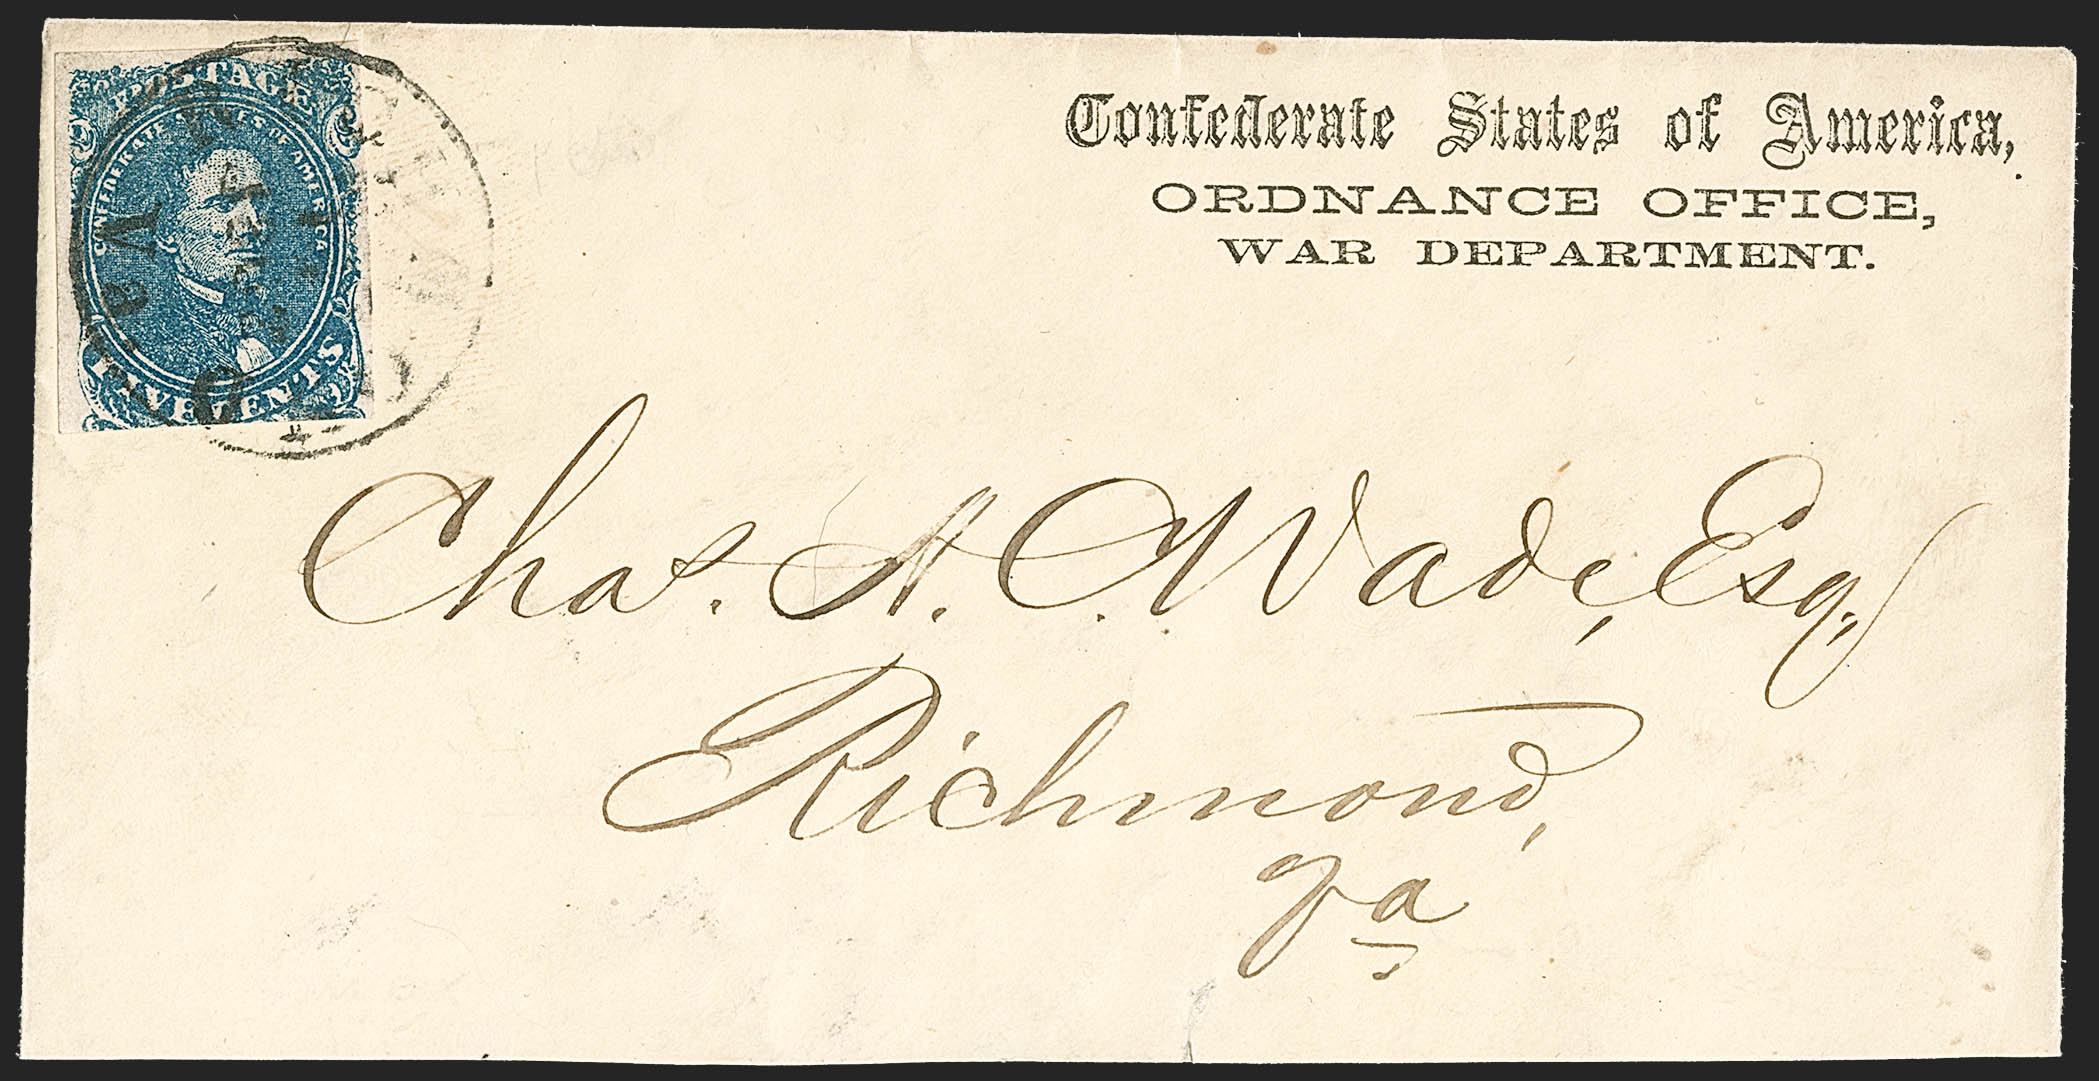 POSTAGE
CONFEDERATE STATES OF AMERICA
FIVE CENTS
Confederate States of America,
ORDNANCE OFFICE,
WAR DEPARTMENT.
Chas. H. Wade, Esq.,
Richmond,
Va